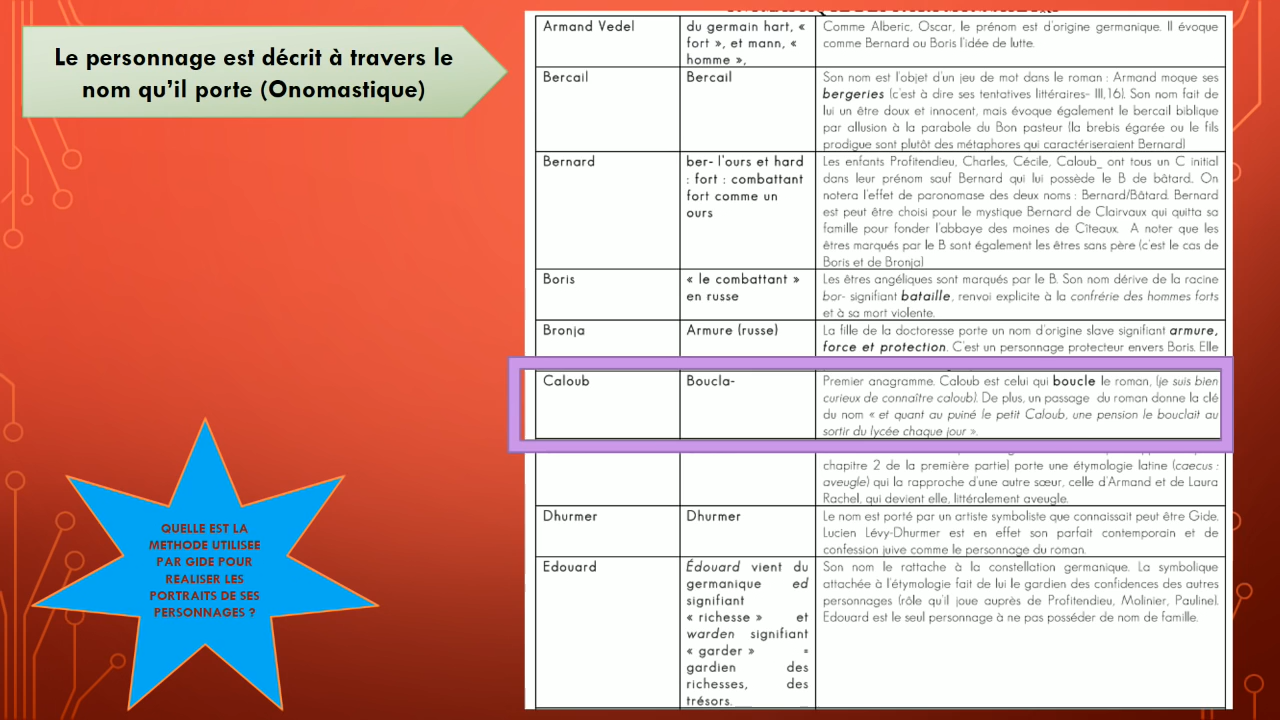 Le personnage est décrit à travers le
nom qu'il porte (Onomastique)
QUELLE EST LA
METHODE UTILISEE
PAR GIDE POUR
REALISER LES
PORTRAITS DE SES
PERSONNAGES ?
Armand Vedel
du germain hart, «
fort », et mann, «
homme »,
Comme Alberic, Oscar, le prénom est d'origine germanique. Il évoque
comme Bernard ou Boris l'idée de lutte.
Bercail
Bercail
Son nom est l'objet d'un jeu de mot dans le roman : Armand moque ses
bergeries (c'est à dire ses tentatives littéraires- III,16). Son nom fait de
lui un être doux et innocent, mais évoque également le bercail biblique
par allusion à la parabole du Bon pasteur (la brebis égarée ou le fils
prodigue sont plutôt des métaphores qui caractériseraient Bernard)
Bernard
ber- l'ours et hard
: fort : combattant
fort comme un
ours
Les enfants Profitendieu, Charles, Cécile, Caloub_ ont tous un C initial
dans leur prénom sauf Bernard qui lui possède le B de bâtard. On
notera l'effet de paronomase des deux noms : Bernard/Bâtard. Bernard
est peut être choisi pour le mystique Bernard de Clairvaux qui quitta sa
famille pour fonder l'abbaye des moines de Cîteaux. A noter que les
êtres marqués par le B sont également les êtres sans père (c'est le cas de
Boris et de Bronja)
Boris
« le combattant »
en russe
Les êtres angéliques sont marqués par le B. Son nom dérive de la racine
bor- signifiant bataille, renvoi explicite à la confrérie des hommes forts
et à sa mort violente.
Bronja
Armure (russe)
La fille de la doctoresse porte un nom d'origine slave signifiant armure,
force et protection. C'est un personnage protecteur envers Boris. Elle
Caloub
Boucla-
Premier anagramme. Caloub est celui qui boucle le roman, (je suis bien
curieux de connaître caloub). De plus, un passage du roman donne la clé
du nom « et quant au puiné le petit Caloub, une pension le bouclait au
sortir du lycée chaque jour ».
chapitre 2 de la première partie) porte une étymologie latine (caecus :
aveugle) qui la rapproche d'une autre sœur, celle d'Armand et de Laura
Rachel, qui devient elle, littéralement aveugle.
Dhurmer
Dhurmer
Le nom est porté par un artiste symboliste que connaissait peut être Gide.
Lucien Lévy-Dhurmer est en effet son parfait contemporain et de
confession juive comme le personnage du roman.
Edouard
Édouard vient du
germanique ed
signifiant
« richesse » et
warden signifiant
« garder » =
gardien des
richesses, des
trésors.
Son nom le rattache à la constellation germanique. La symbolique
attachée à l'étymologie fait de lui le gardien des confidences des autres
personnages (rôle qu'il joue auprès de Profitendieu, Molinier, Pauline).
Edouard est le seul personnage à ne pas posséder de nom de famille.